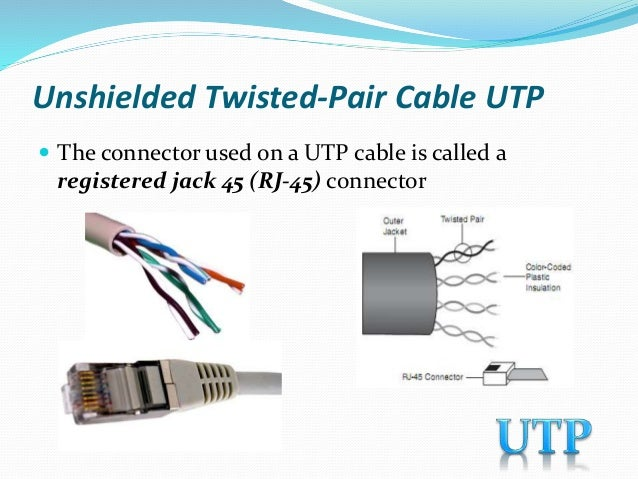 Unshielded Twisted-Pair Cable UTP
The connector used on a UTP cable is called a
registered jack 45 (RJ-45) connector
Outer
Jacket
Twisted Pair
Color-Coded
Plastic
Insulation
RJ-45 Connector
UTP